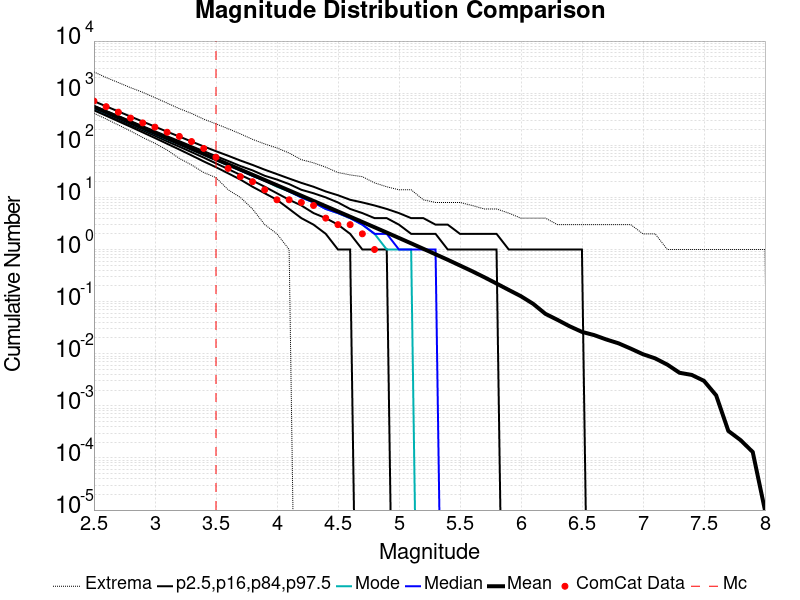 Magnitude Distribution Comparison
10^4
10^3
10^2
10^1
10^0
10^-1
10^-2
10^-3
10^-4
10^-5
Cumulative Number
2.5 3 3.5 4 4.5 5 5.5 6 6.5 7 7.5 8
Magnitude
Extrema p2.5,p16,p84,p97.5 Mode Median Mean ComCat Data Mc